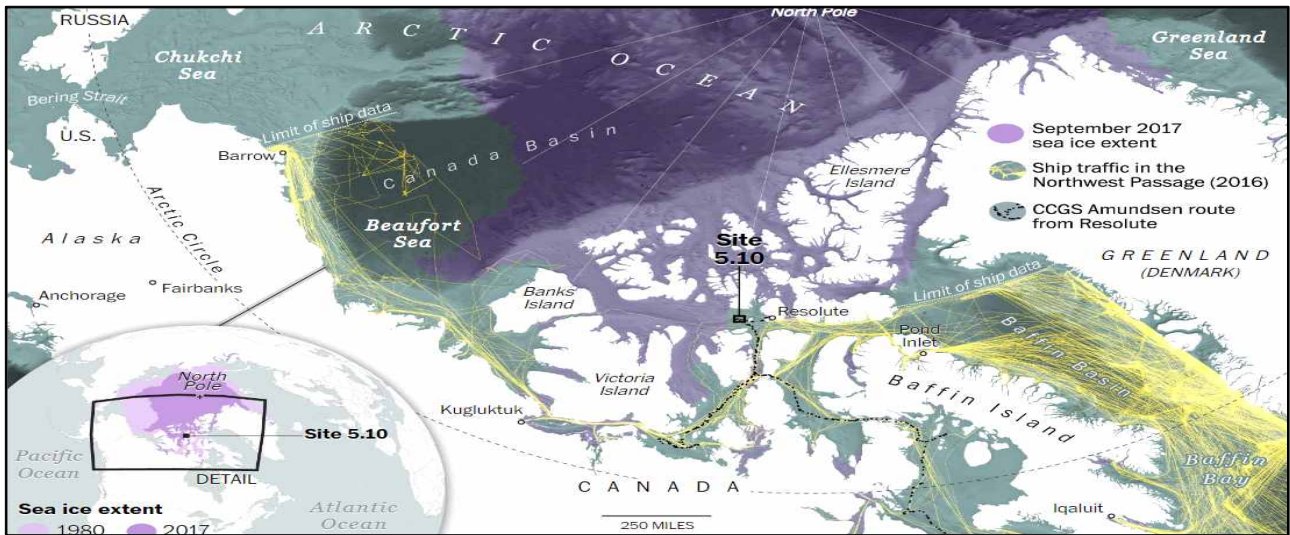 RUSSIA
ARCTIC OCEAN
North Pole
Greenland
Sea
Chukchi
Sea
Bering Strait
U.S.
Limit of ship data
Barrow
Canada Basin
Ellesmere
Island
September 2017
sea ice extent
Ship traffic in the
Northwest Passage (2016)
CCGS Amundsen route
from Resolute
Beaufort
Sea
Arctic Circle
Alaska
Site
5.10
GREENLAND
(DENMARK)
Fairbanks
Anchorage
Banks
Island
Resolute
Limit of ship data
Pond
Inlet
Baffin Basin
Victoria
Island
Baffin Island
Kugluktuk
North
Pole
Site 5.10
Pacific
Ocean
DETAIL
CANADA
Baffin
Bay
Sea ice extent
1980
2017
Atlantic
Ocean
250 MILES
Iqaluit